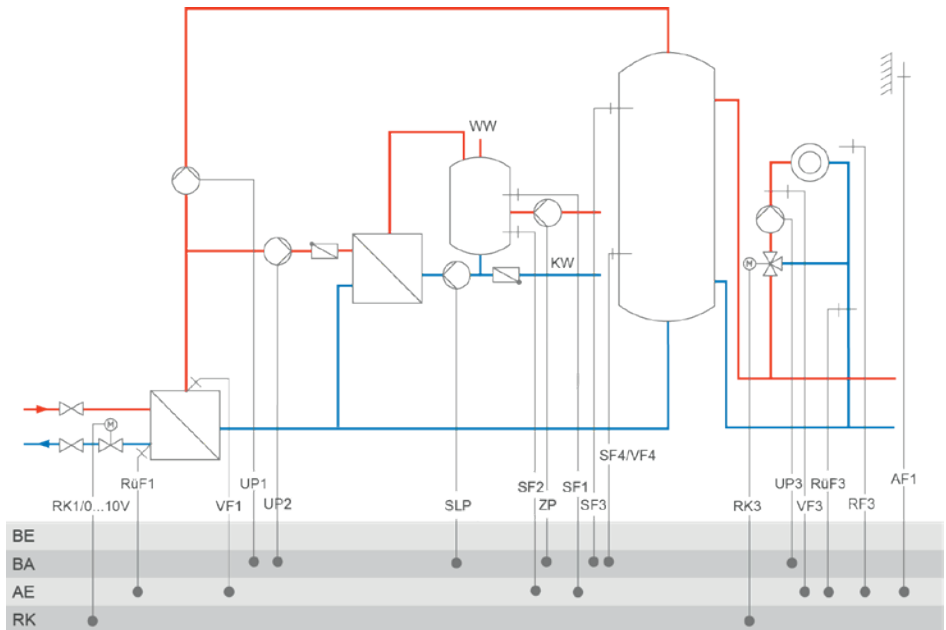 WW
KW
M
M
SF4/VF4
RüF1
UP1
SF2
SF1
UP3
RüF3
AF1
RK1/0...10V
VF1
UP2
SLP
ZP
SF3
RK3
VF3
RF3
BE
BA
AE
RK